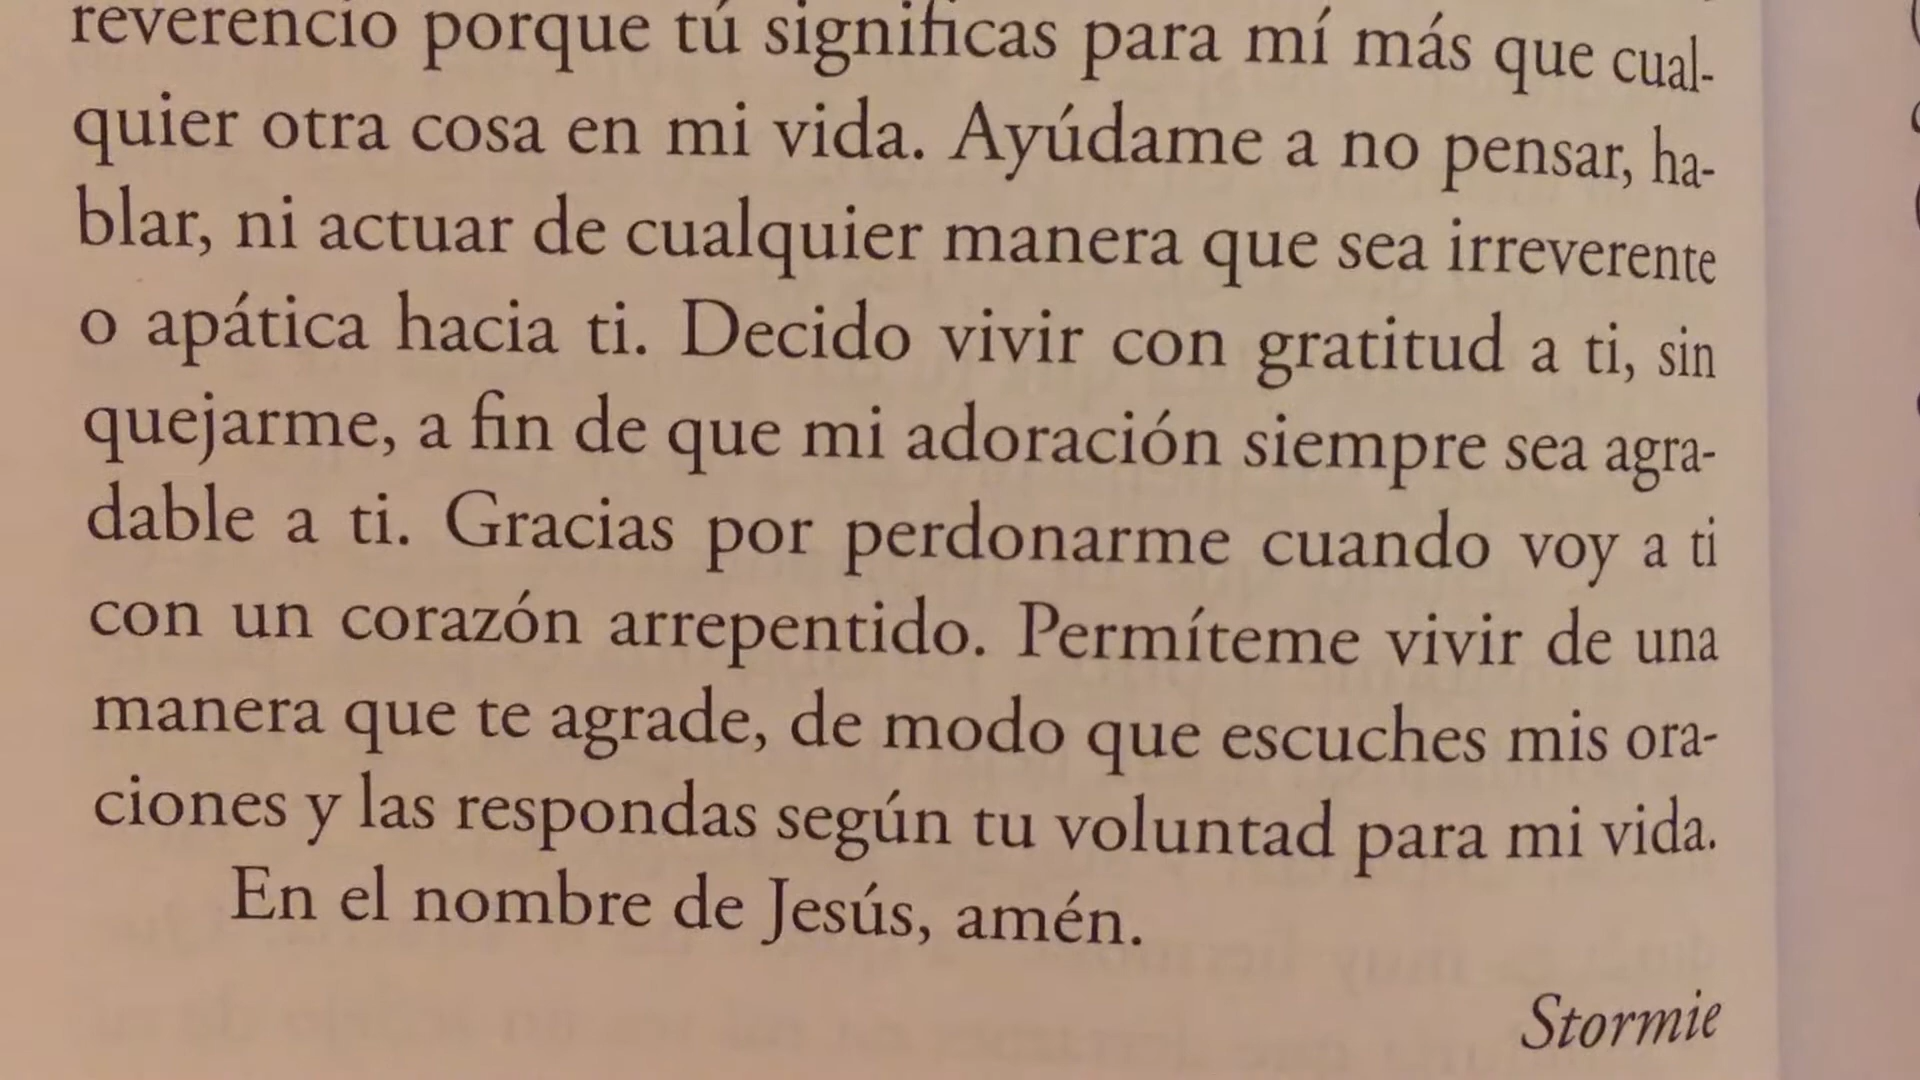 reverencio porque tú significas para mí más que cual-
quier otra cosa en mi vida. Ayúdame a no pensar, ha-
blar, ni actuar de cualquier manera que sea irreverente
o apática hacia ti. Decido vivir con gratitud a ti, sin
quejarme, a fin de que mi adoración siempre sea agra-
dable a ti. Gracias por perdonarme cuando voy a ti
con un corazón arrepentido. Permíteme vivir de una
manera que te agrade, de modo que escuches mis ora-
ciones y las respondas según tu voluntad para mi vida.
En el nombre de Jesús, amén.
Stormie